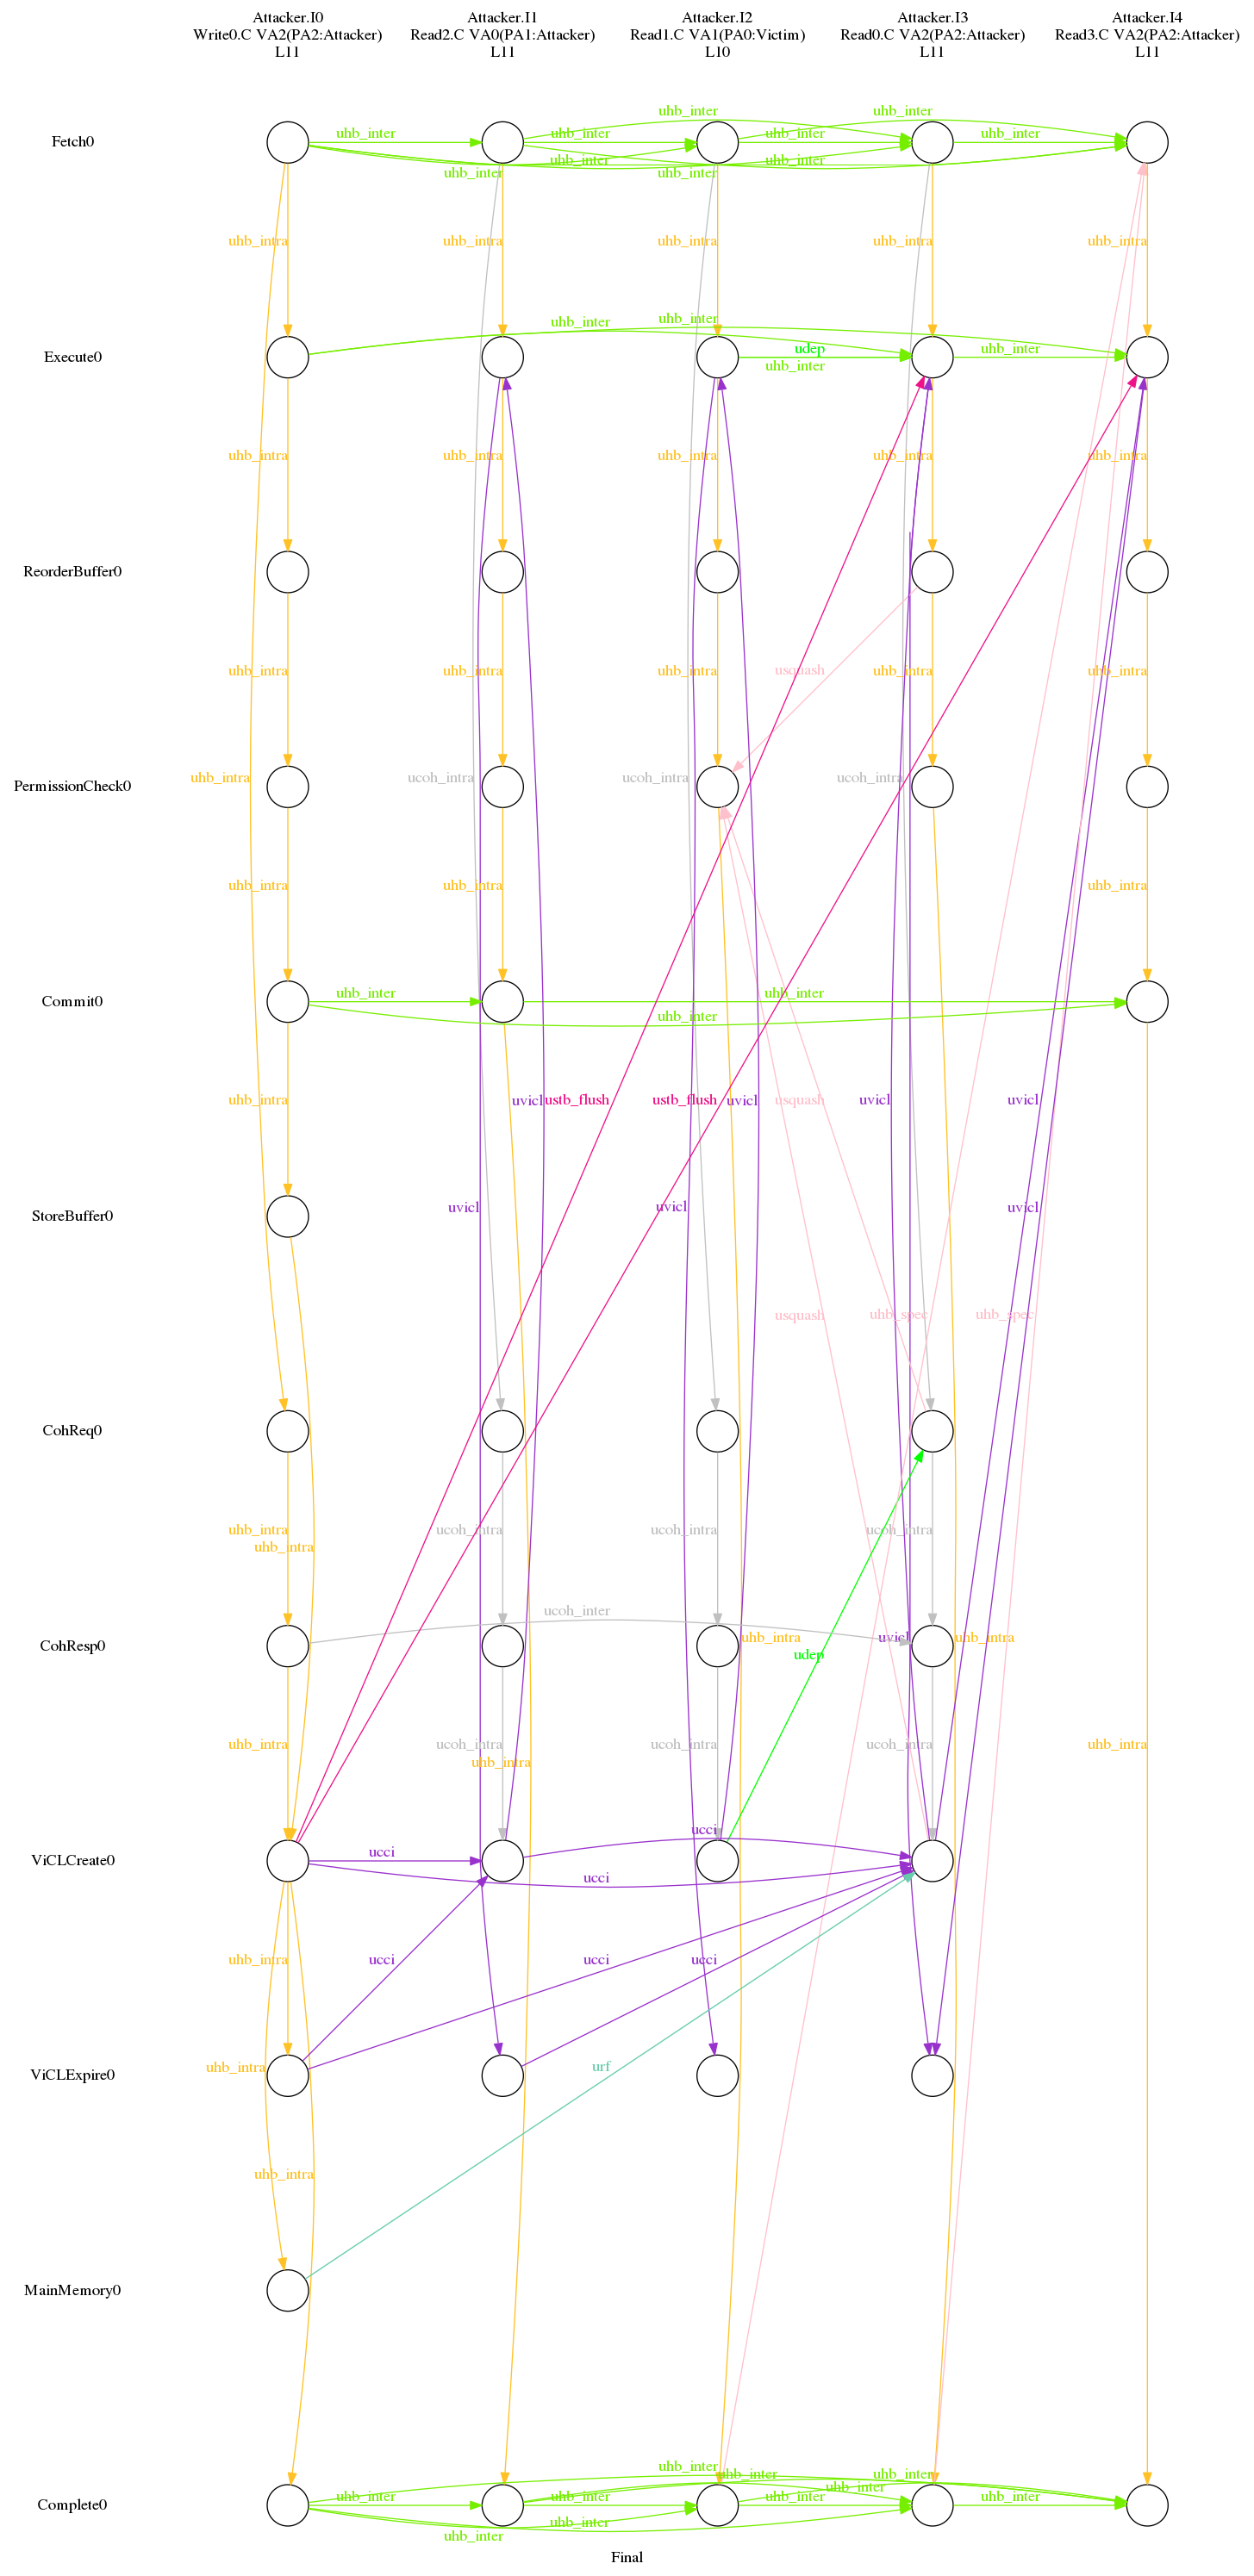 Attacker.I0
Write0.C VA2(PA2:Attacker)
L11
Attacker.I1
Read2.C VA0(PA1:Attacker)
L11
Attacker.I2
Read1.C VA1(PA0:Victim)
L10
Attacker.I3
Read0.C VA2(PA2:Attacker)
L11
Attacker.I4
Read3.C VA2(PA2:Attacker)
L11
uhb_inter uhb_inter
Fetch0
uhb_inter uhb_inter uhb_inter uhb_inter
uhb_inter uhb_inter
uhb_inter uhb_inter
uhb_intra uhb_intra uhb_intra uhb_intra uhb_intra
uhb_inter uhb_inter
Execute0
udep uhb_inter
uhb_inter
uhb_intra uhb_intra uhb_intra uhb_intra uhb_intra
ReorderBuffer0
uhb_intra uhb_intra uhb_intra usquash uhb_intra uhb_intra
PermissionCheck0
uhb_intra ucoh_intra ucoh_intra ucoh_intra
uhb_intra uhb_intra uhb_intra
Commit0
uhb_inter uhb_inter
uhb_inter
uhb_intra uvicl ustb_flush ustb_flush uvicl usquash uvicl uvicl
StoreBuffer0
uvicl uvicl uvicl
usquash uhb_spec uhb_spec
CohReq0
uhb_intra ucoh_intra ucoh_intra ucoh_intra
uhb_intra
ucoh_inter
CohResp0
uhb_intra uvicl uhb_intra
udep
uhb_intra ucoh_intra ucoh_intra ucoh_intra uhb_intra
uhb_intra
ucci
ViCLCreate0
ucci
ucci
uhb_intra ucci ucci ucci
ViCLExpire0
uhb_intra urf
uhb_intra
MainMemory0
uhb_inter uhb_inter uhb_inter
uhb_inter
Complete0
uhb_inter uhb_inter uhb_inter uhb_inter
uhb_inter
uhb_inter
Final